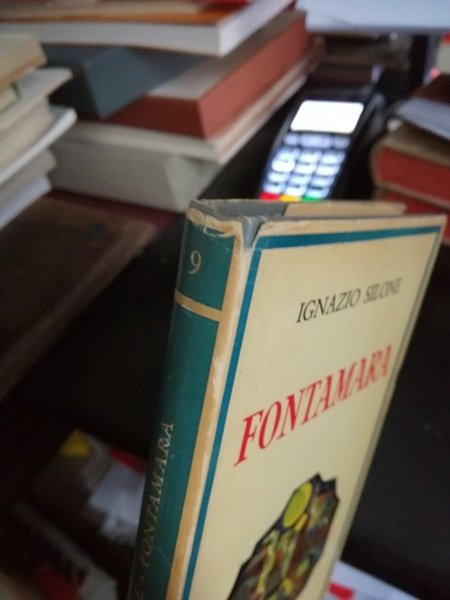 9
IGNAZIO SILONE
FONTAMARA
E - FONTAMARA